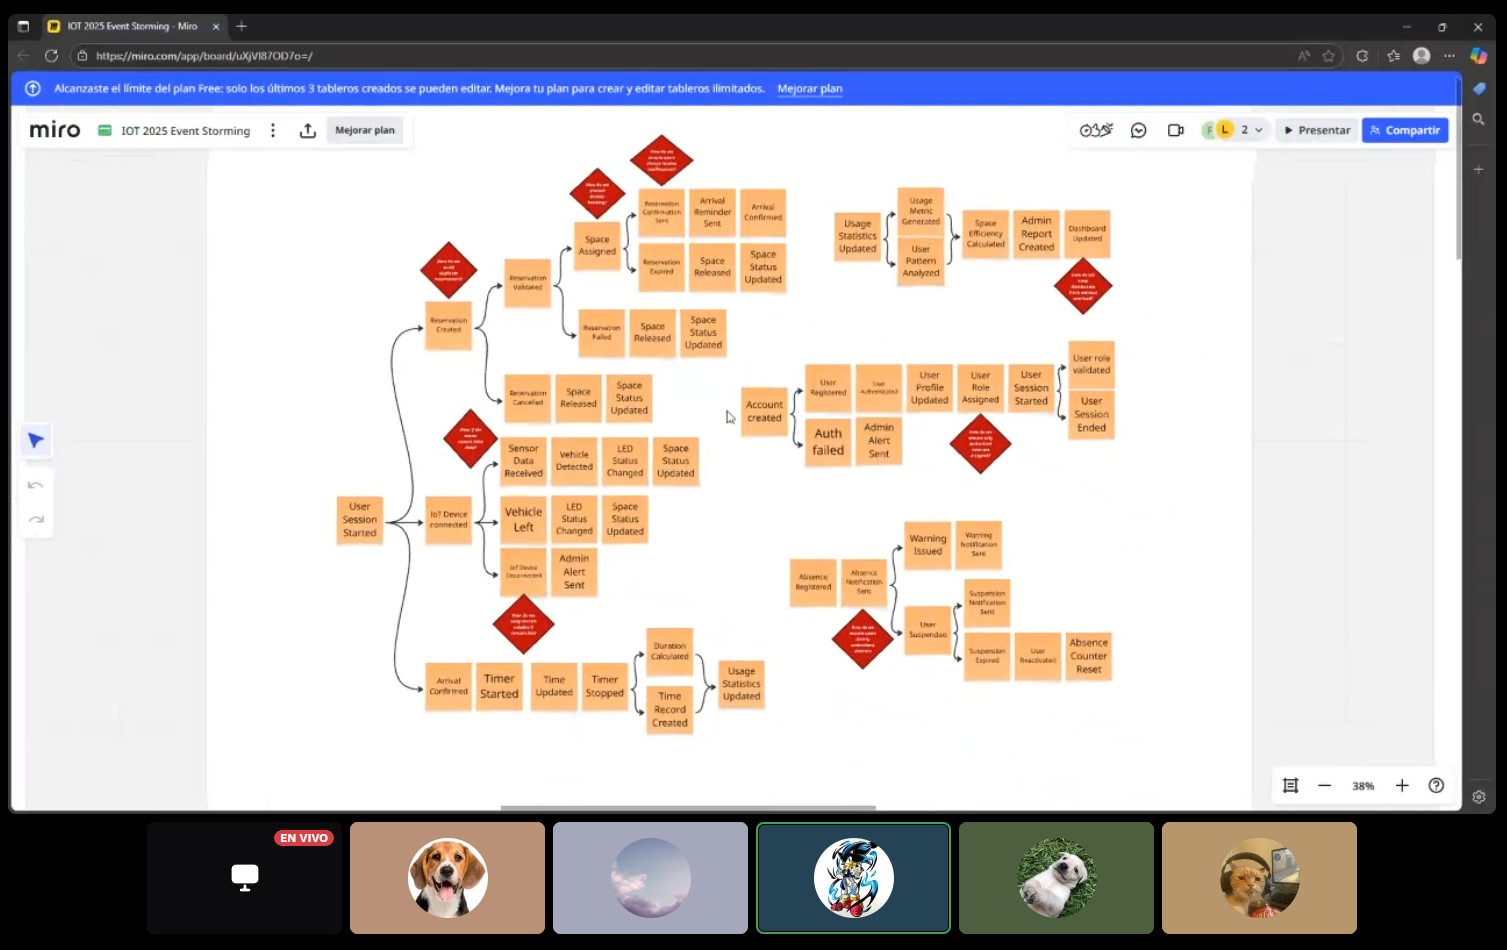 IOT 2025 Event Storming - Miro
https://miro.com/app/board/uXjVI87OD7o=/
Alcanzaste el límite del plan Free: solo los últimos 3 tableros creados se pueden editar. Mejora tu plan para crear y editar tableros ilimitados. Mejorar plan
miro
IOT 2025 Event Storming
Mejorar plan
F
L
2
Presentar
Compartir
Reservation
Confirmation
Sent
Arrival
Reminder
Sent
Arrival
Confirmed
Space
Assigned
Reservation
Expired
Space
Released
Space
Status
Updated
Reservation
Validated
Reservation
Created
Reservation
Failed
Space
Released
Space
Status
Updated
Reservation
Cancelled
Space
Released
Space
Status
Updated
Usage
Statistics
Updated
Usage
Metric
Generated
User
Pattern
Analyzed
Space
Efficiency
Calculated
Admin
Report
Created
Dashboard
Updated
Account
created
User
Registered
User
Authenticated
User
Profile
Updated
User
Role
Assigned
User
Session
Started
User role
validated
User
Session
Ended
Auth
failed
Admin
Alert
Sent
User
Session
Started
IoT Device
connected
Sensor
Data
Received
Vehicle
Detected
LED
Status
Changed
Space
Status
Updated
Vehicle
Left
LED
Status
Changed
Space
Status
Updated
IoT Device
Disconnected
Admin
Alert
Sent
Absence
Registered
Absence
Notification
Sent
Warning
Issued
Warning
Notification
Sent
User
Suspended
Suspension
Notification
Sent
Suspension
Expired
User
Reactivated
Absence
Counter
Reset
Arrival
Confirmed
Timer
Started
Time
Updated
Timer
Stopped
Duration
Calculated
Time
Record
Created
Usage
Statistics
Updated
38%
EN VIVO